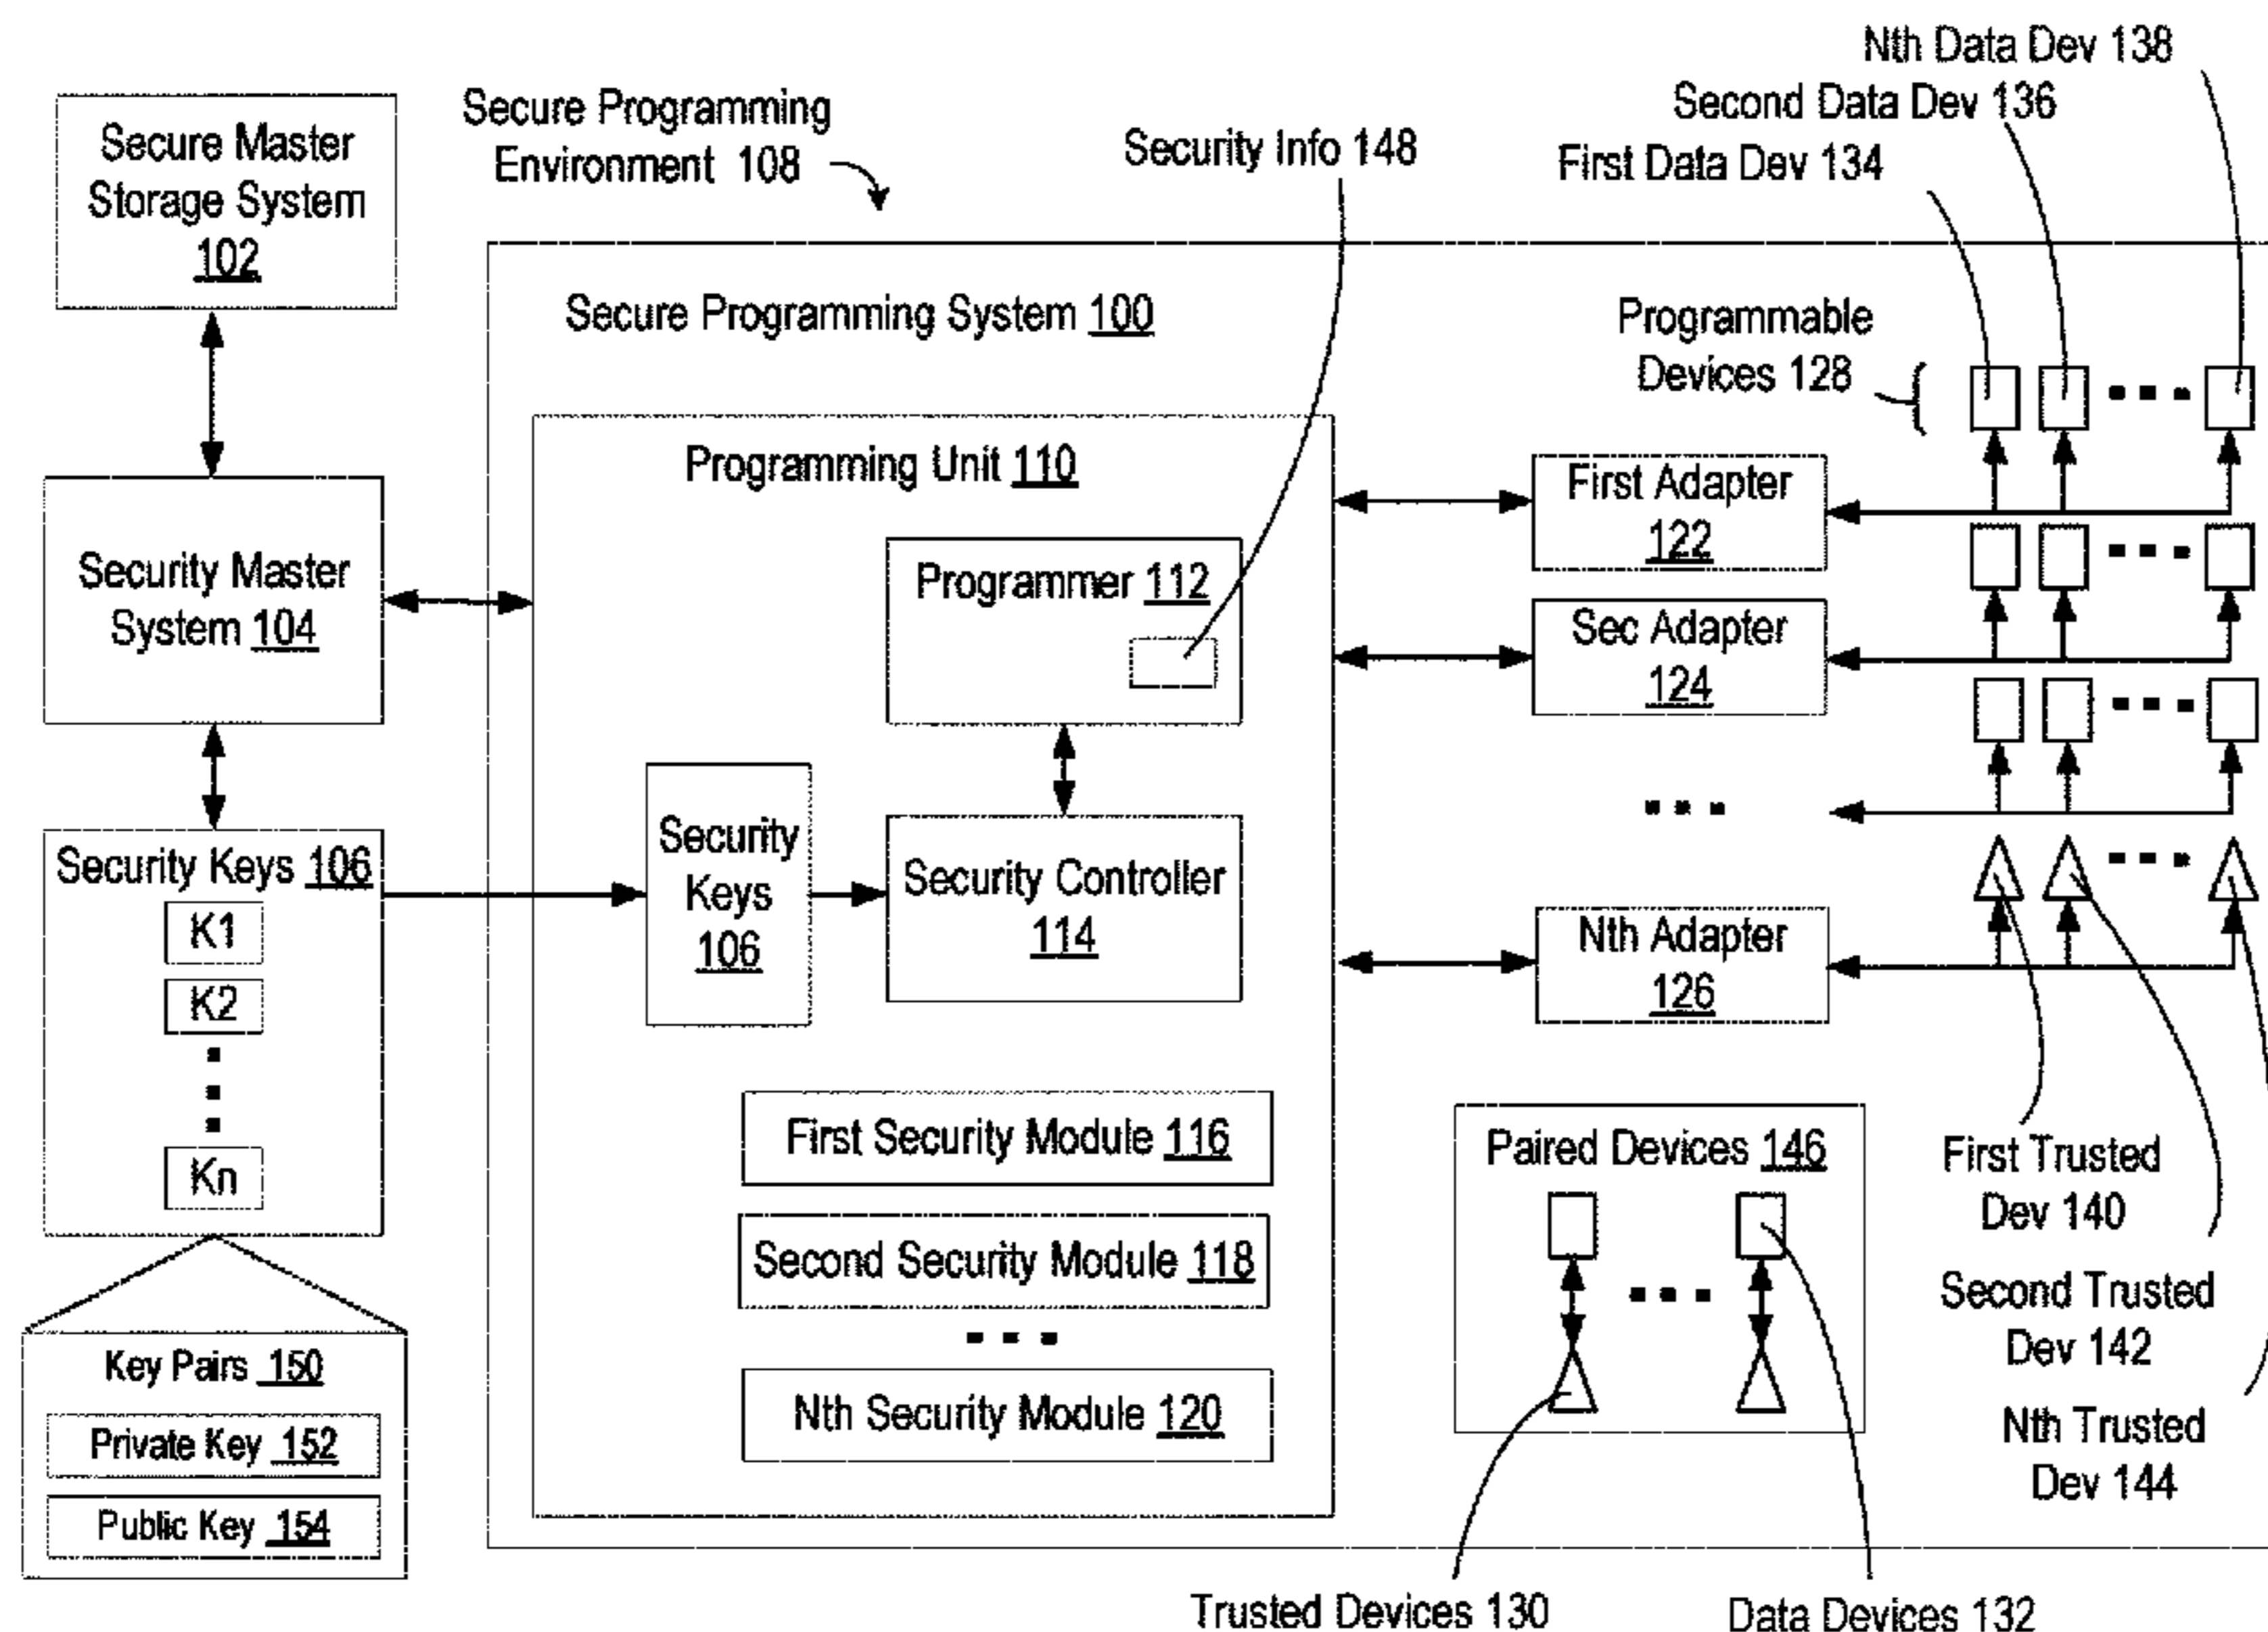 Nth Data Dev 138
Second Data Dev 136
First Data Dev 134
Secure Programming
Environment 108
Security Info 148
Secure Master
Storage System
102
Secure Programming System 100
Programmable
Devices 128
Programming Unit 110
First Adapter
122
Security Master
System 104
Programmer 112
Sec Adapter
124
Security Keys 106
K1
K2
Kn
Security
Keys
106
Security Controller
114
Nth Adapter
126
First Security Module 116
Second Security Module 118
Nth Security Module 120
Paired Devices 146
First Trusted
Dev 140
Second Trusted
Dev 142
Nth Trusted
Dev 144
Key Pairs 150
Private Key 152
Public Key 154
Trusted Devices 130
Data Devices 132